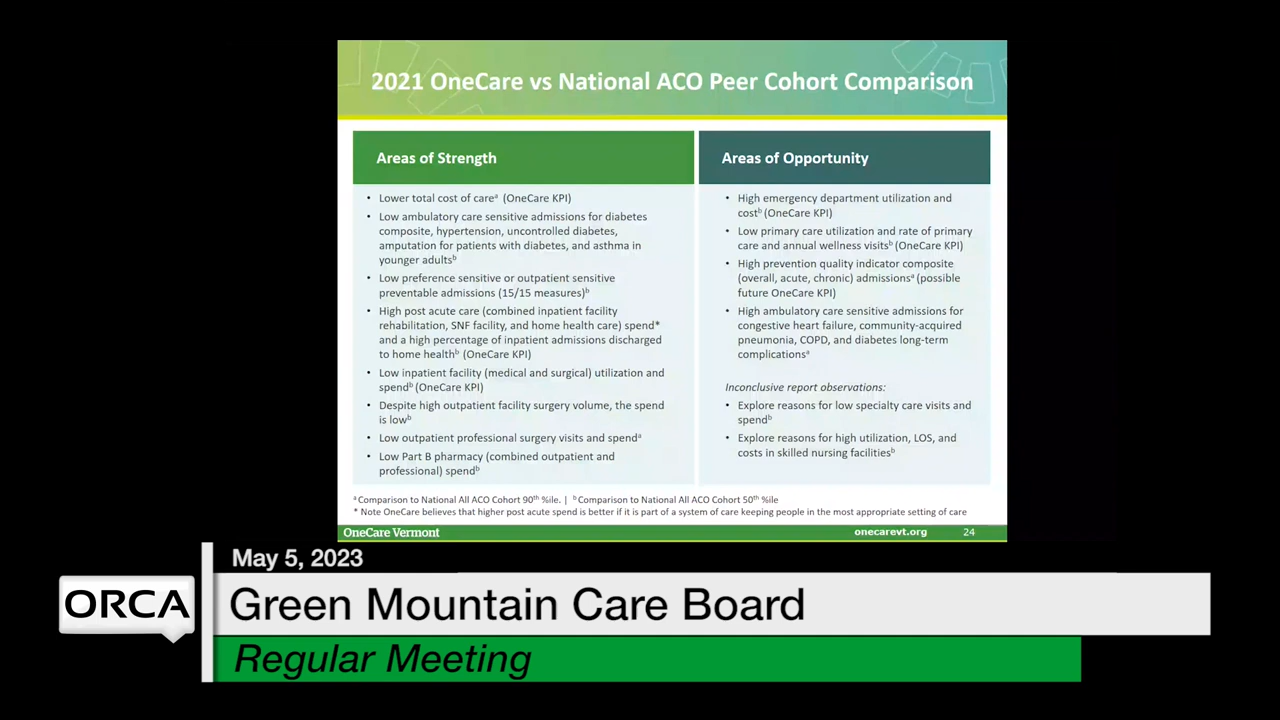 2021 OneCare vs National ACO Peer Cohort Comparison
Areas of Strength
• Lower total cost of careᵃ (OneCare KPI)
• Low ambulatory care sensitive admissions for diabetes
composite, hypertension, uncontrolled diabetes,
amputation for patients with diabetes, and asthma in
younger adultsᵇ
• Low preference sensitive or outpatient sensitive
preventable admissions (15/15 measures)ᵇ
• High post acute care (combined inpatient facility
rehabilitation, SNF facility, and home health care) spend*
and a high percentage of inpatient admissions discharged
to home healthᵇ (OneCare KPI)
• Low inpatient facility (medical and surgical) utilization and
spendᵇ (OneCare KPI)
• Despite high outpatient facility surgery volume, the spend
is lowᵇ
• Low outpatient professional surgery visits and spendᵃ
• Low Part B pharmacy (combined outpatient and
professional) spendᵇ
Areas of Opportunity
• High emergency department utilization and
costᵇ (OneCare KPI)
• Low primary care utilization and rate of primary
care and annual wellness visitsᵇ (OneCare KPI)
• High prevention quality indicator composite
(overall, acute, chronic) admissionsᵃ (possible
future OneCare KPI)
• High ambulatory care sensitive admissions for
congestive heart failure, community-acquired
pneumonia, COPD, and diabetes long-term
complicationsᵃ
Inconclusive report observations:
• Explore reasons for low specialty care visits and
spendᵇ
• Explore reasons for high utilization, LOS, and
costs in skilled nursing facilitiesᵇ
ᵃ Comparison to National All ACO Cohort 90ᵗʰ %ile. | ᵇ Comparison to National All ACO Cohort 50ᵗʰ %ile
* Note OneCare believes that higher post acute spend is better if it is part of a system of care keeping people in the most appropriate setting of care
OneCare Vermont onecarevt.org 24
May 5, 2023
ORCA
Green Mountain Care Board
Regular Meeting